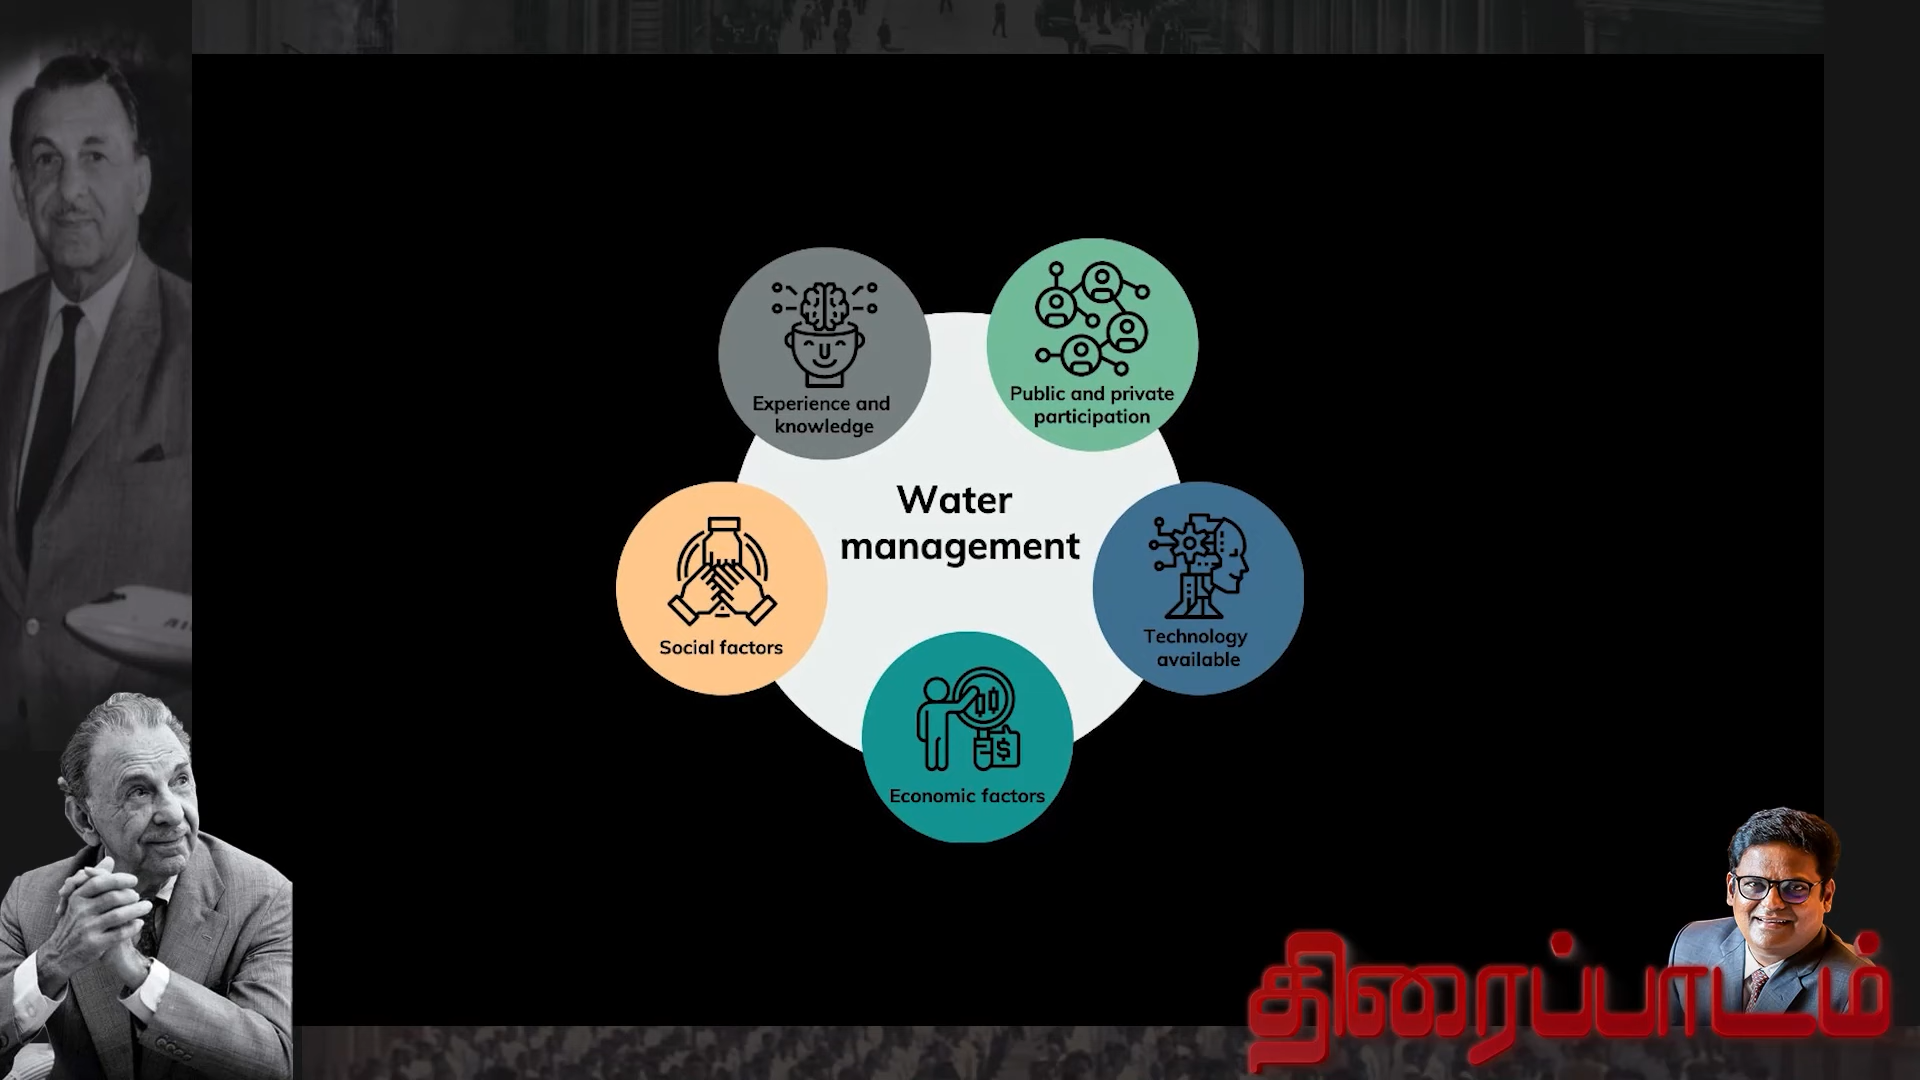 Experience and
knowledge
Public and private
participation
Water
management
Social factors
Technology
available
Economic factors
திரைப்பாடம்